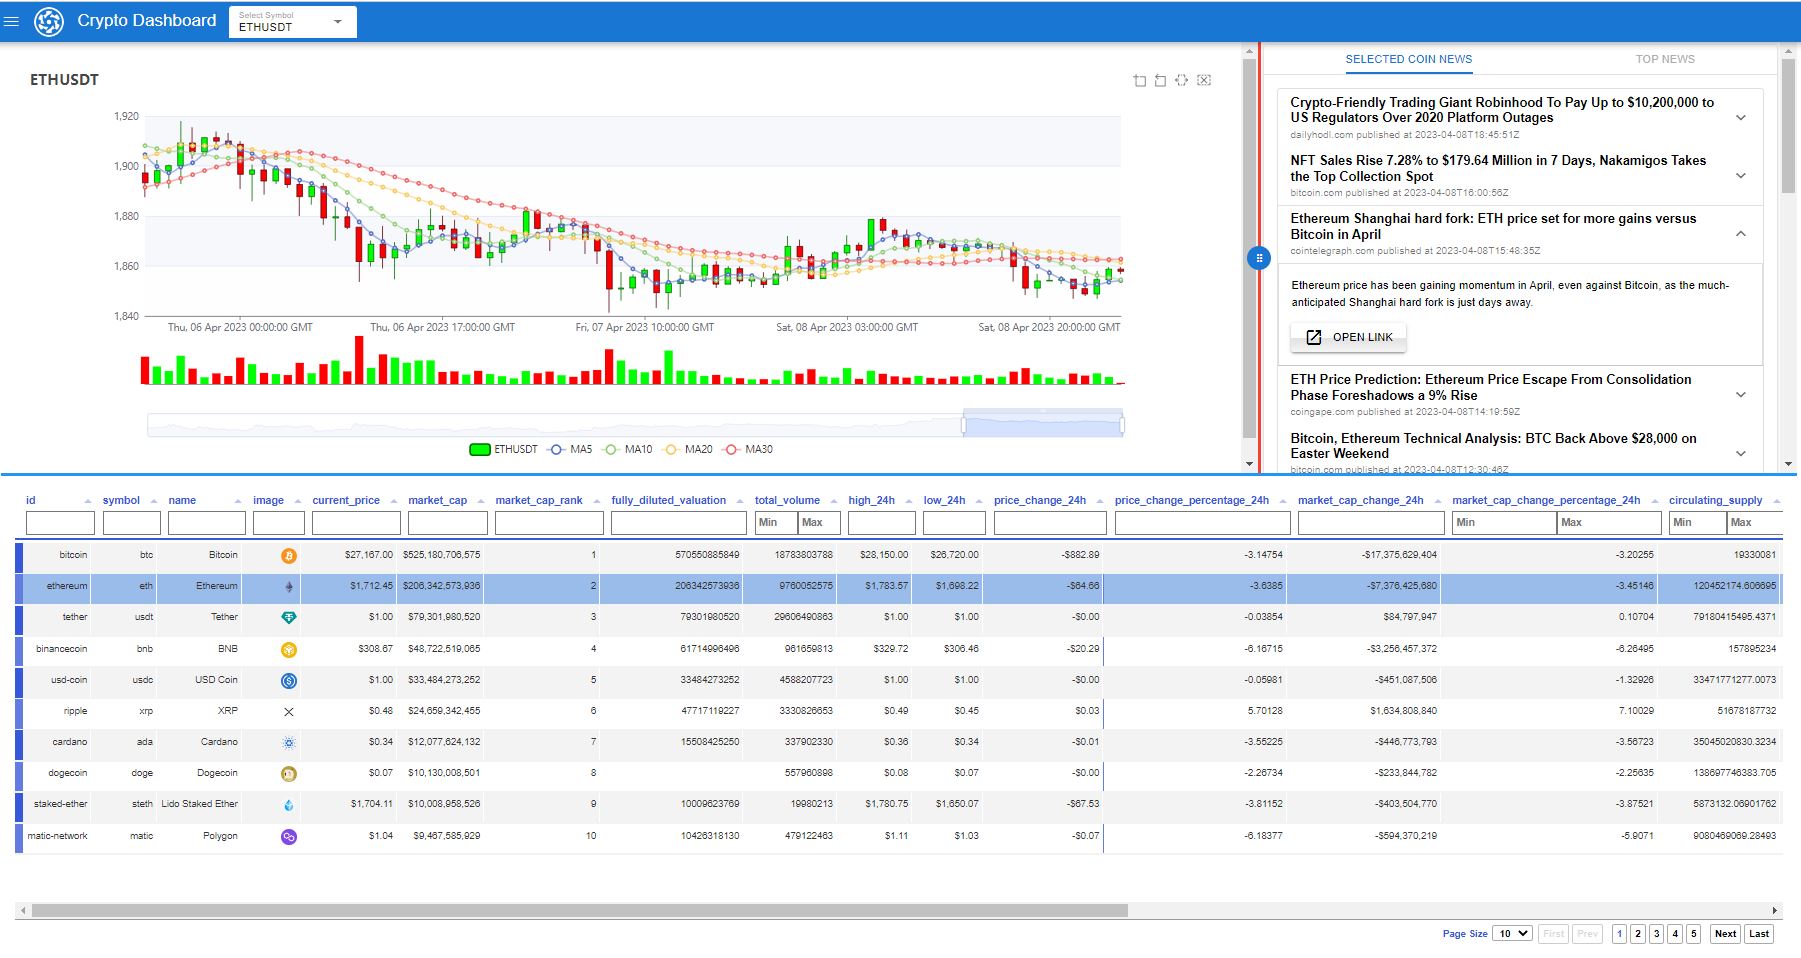 Crypto Dashboard
Select Symbol
ETHUSDT
ETHUSDT
1,920
1,900
1,880
1,860
1,840
Thu, 06 Apr 2023 00:00:00 GMT Thu, 06 Apr 2023 17:00:00 GMT Fri, 07 Apr 2023 10:00:00 GMT Sat, 08 Apr 2023 03:00:00 GMT Sat, 08 Apr 2023 20:00:00 GMT
ETHUSDT MA5 MA10 MA20 MA30
SELECTED COIN NEWS TOP NEWS
Crypto-Friendly Trading Giant Robinhood To Pay Up to $10,200,000 to
US Regulators Over 2020 Platform Outages
dailyhodl.com published at 2023-04-08T18:45:51Z
NFT Sales Rise 7.28% to $179.64 Million in 7 Days, Nakamigos Takes
the Top Collection Spot
bitcoin.com published at 2023-04-08T16:00:56Z
Ethereum Shanghai hard fork: ETH price set for more gains versus
Bitcoin in April
cointelegraph.com published at 2023-04-08T15:48:35Z
Ethereum price has been gaining momentum in April, even against Bitcoin, as the much-
anticipated Shanghai hard fork is just days away.
OPEN LINK
ETH Price Prediction: Ethereum Price Escape From Consolidation
Phase Foreshadows a 9% Rise
coingape.com published at 2023-04-08T14:19:59Z
Bitcoin, Ethereum Technical Analysis: BTC Back Above $28,000 on
Easter Weekend
bitcoin.com published at 2023-04-08T12:30:46Z
id symbol name image current_price market_cap market_cap_rank fully_diluted_valuation total_volume high_24h low_24h price_change_24h price_change_percentage_24h market_cap_change_24h market_cap_change_percentage_24h circulating_supply
Min Max Min Max Min Max
bitcoin btc Bitcoin $27,167.00 $525,180,706,575 1 570550885849 18783803788 $28,150.00 $26,720.00 -$882.89 -3.14754 -$17,375,629,404 -3.20255 19330081
ethereum eth Ethereum $1,712.45 $206,342,573,936 2 206342573936 9760052575 $1,783.57 $1,698.22 -$64.66 -3.6385 -$7,376,425,680 -3.45146 120452174.606695
tether usdt Tether $1.00 $79,301,980,520 3 79301980520 29606490863 $1.00 $1.00 -$0.00 -0.03854 $84,797,947 0.10704 79180415495.4371
binancecoin bnb BNB $308.67 $48,722,519,065 4 61714996496 961659813 $329.72 $306.46 -$20.29 -6.16715 -$3,256,457,372 -6.26495 157895234
usd-coin usdc USD Coin $1.00 $33,484,273,252 5 33484273252 4588207723 $1.00 $1.00 -$0.00 -0.05981 -$451,087,506 -1.32926 33471771277.0073
ripple xrp XRP $0.48 $24,659,342,455 6 47717119227 3330826653 $0.49 $0.45 $0.03 5.70128 $1,634,808,840 7.10029 51678187732
cardano ada Cardano $0.34 $12,077,624,132 7 15508425250 337902330 $0.36 $0.34 -$0.01 -3.55225 -$446,773,793 -3.56723 35045020830.3234
dogecoin doge Dogecoin $0.07 $10,130,008,501 8 557960898 $0.08 $0.07 -$0.00 -2.26734 -$233,844,782 -2.25635 138697746383.705
staked-ether steth Lido Staked Ether $1,704.11 $10,008,958,526 9 10009623769 19980213 $1,780.75 $1,650.07 -$67.53 -3.81152 -$403,504,770 -3.87521 5873132.06901762
matic-network matic Polygon $1.04 $9,467,585,929 10 10426318130 479122463 $1.11 $1.03 -$0.07 -6.18377 -$594,370,219 -5.9071 9080469069.28493
Page Size 10 First Prev 1 2 3 4 5 Next Last